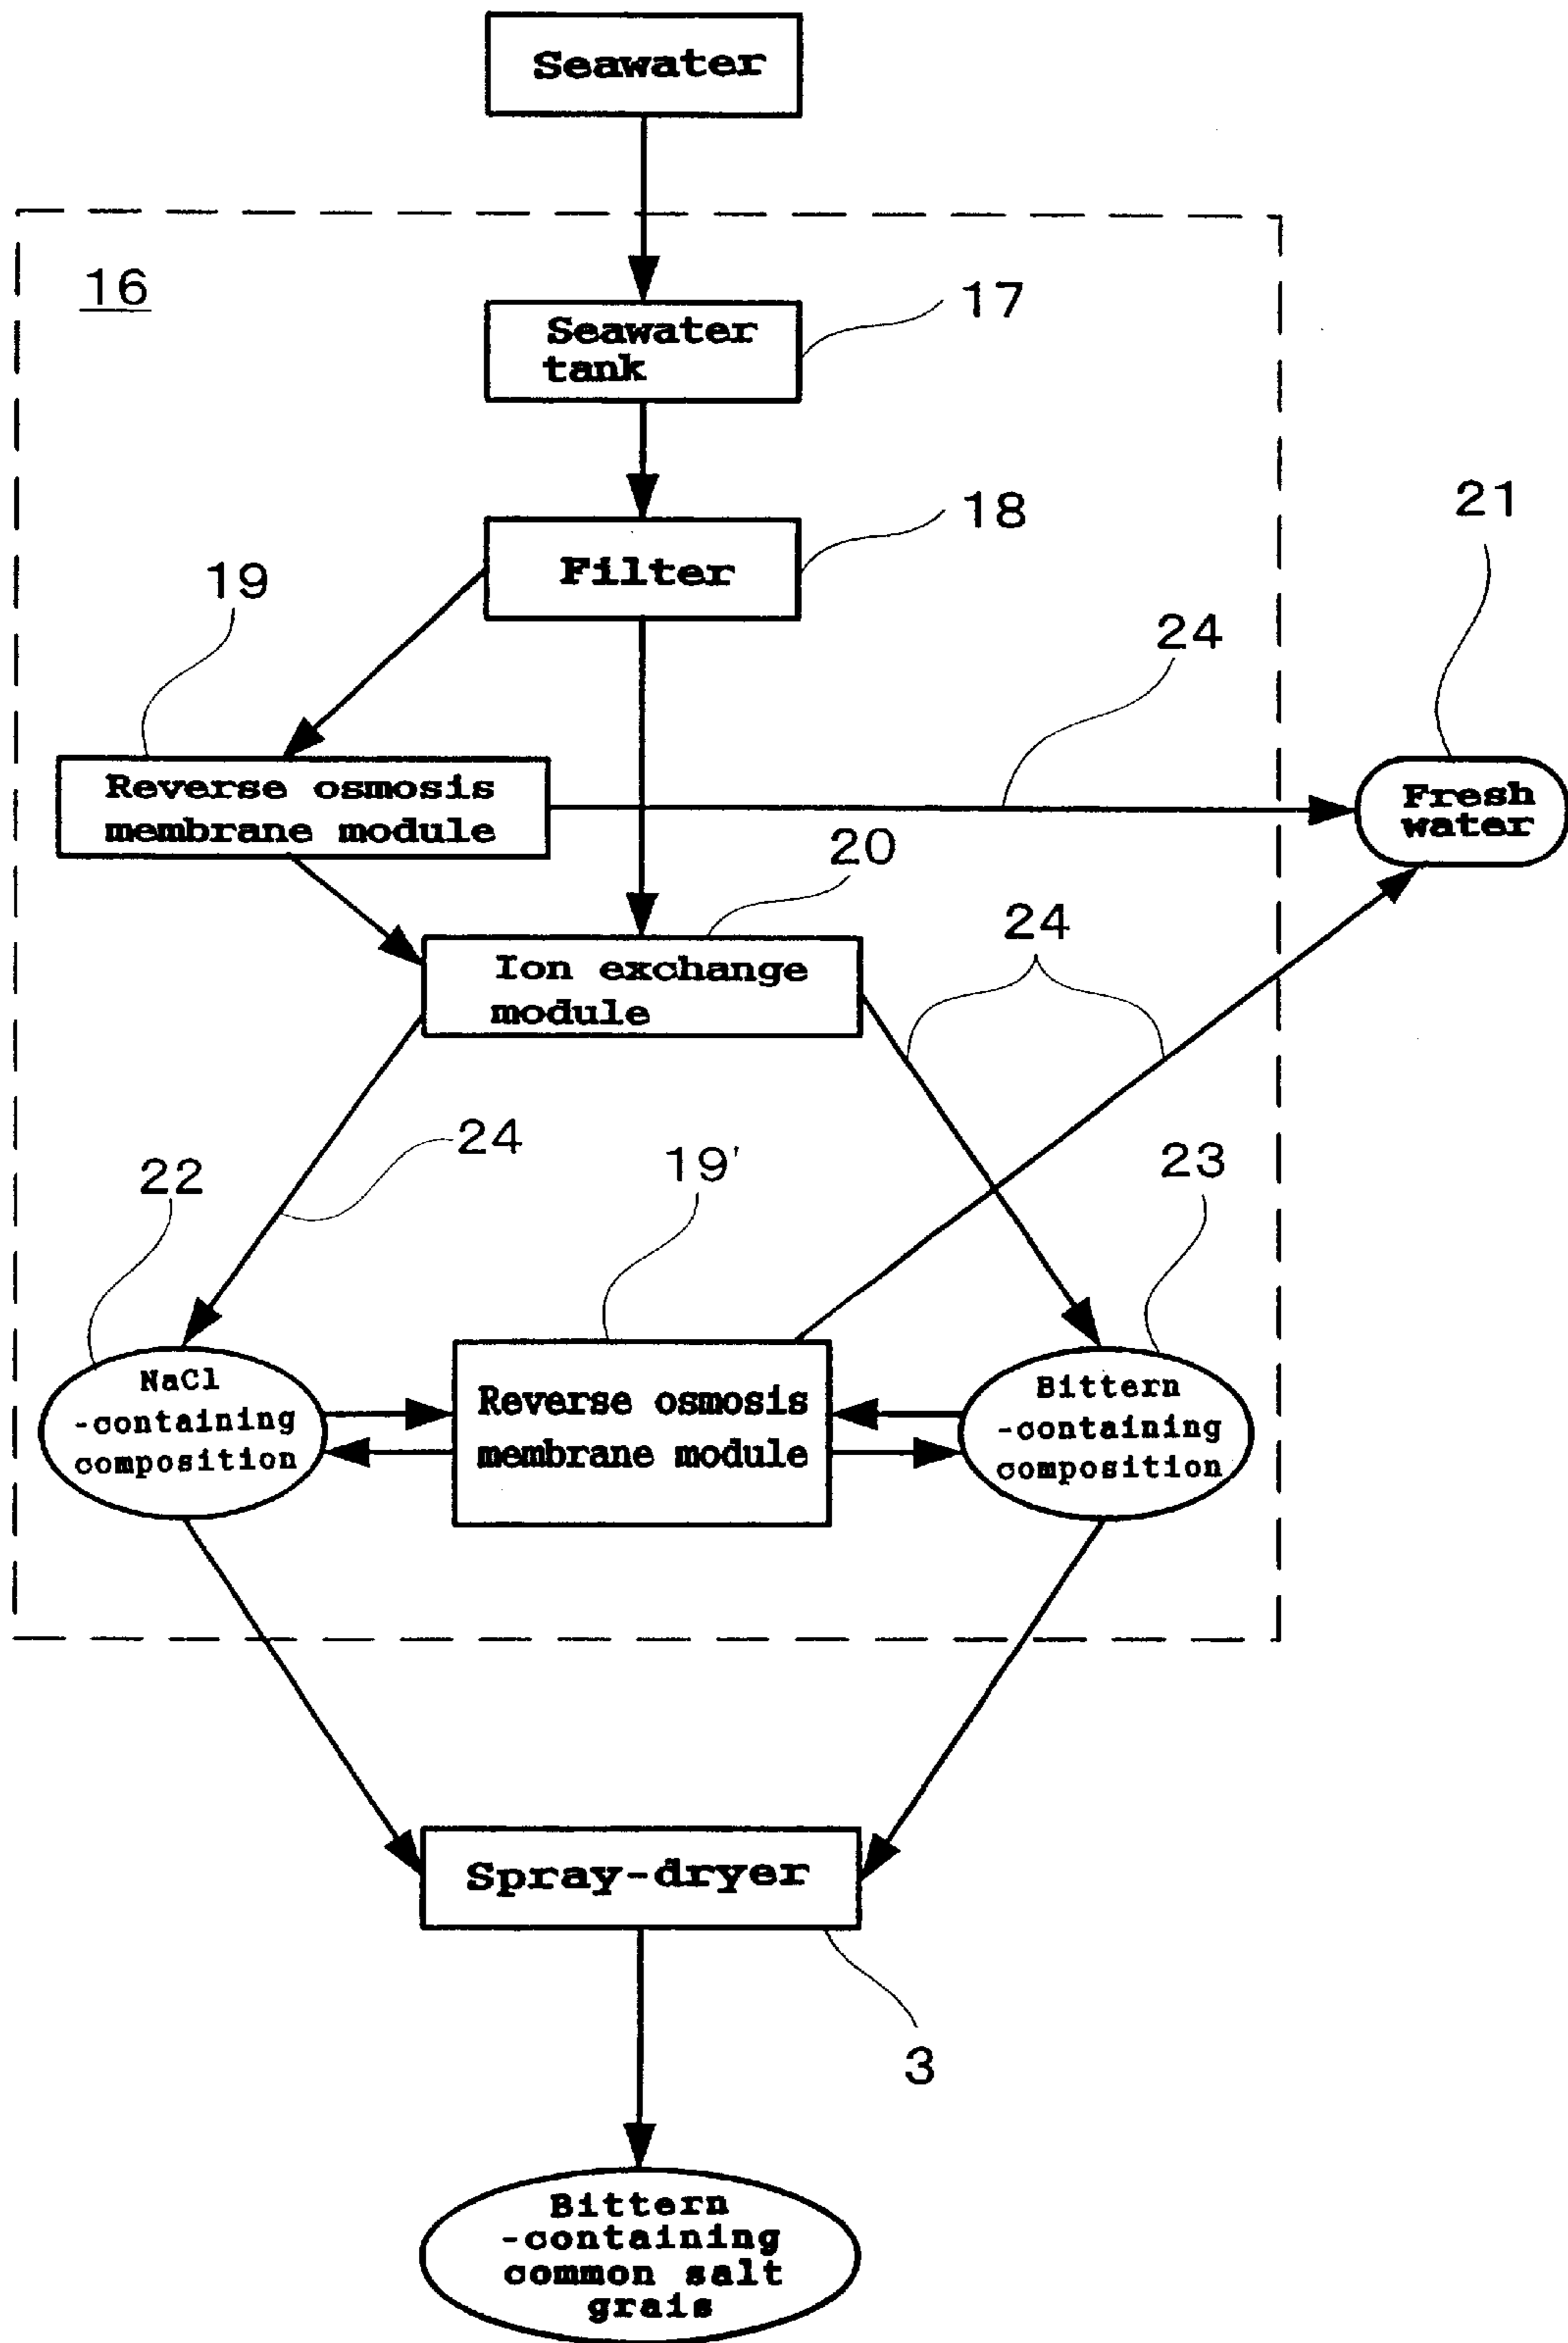 Seawater
16
17
Seawater
tank
21
18
Filter
19
24
Reverse osmosis
membrane module
Fresh
water
20
24
Ion exchange
module
24
22
19'
23
NaCl
-containing
composition
Reverse osmosis
membrane module
Bittern
-containing
composition
Spray-dryer
3
Bittern
-containing
common salt
grais